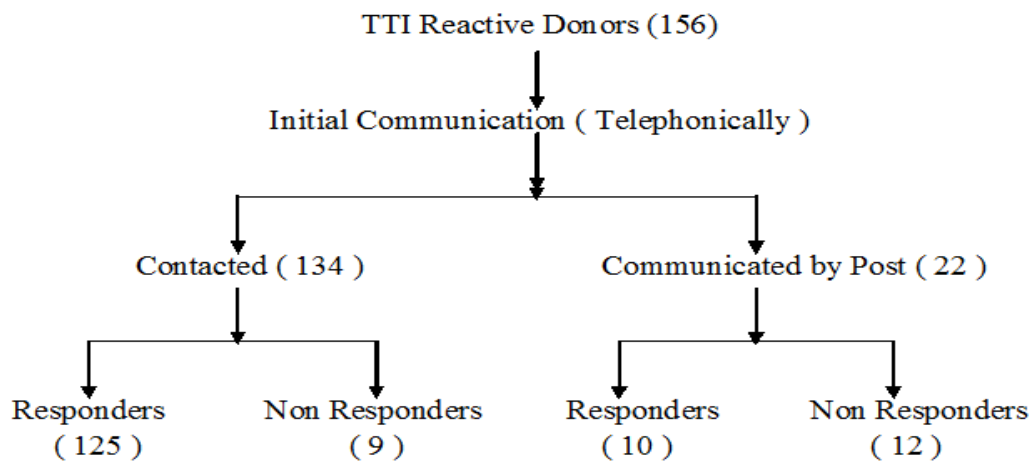 TTI Reactive Donors (156)
Initial Communication ( Telephonically )
Contacted ( 134 )
Communicated by Post ( 22 )
Responders
( 125 )
Non Responders
( 9 )
Responders
( 10 )
Non Responders
( 12 )